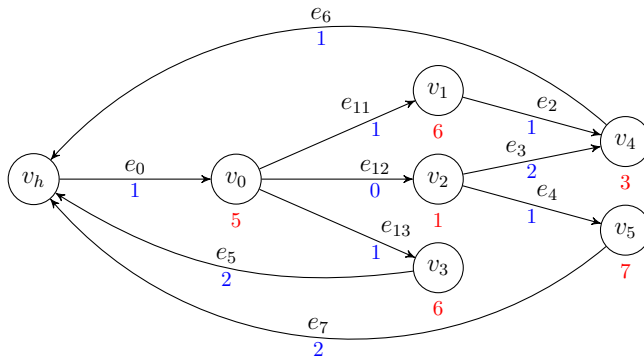 e₆
1
v₁
e₁₁
e₂
1
1
6
v₄
e₃
e₀
e₁₂
2
3
vₕ
v₀
v₂
1
0
e₄
5
1
1
v₅
e₁₃
7
e₅
1
v₃
2
6
e₇
2